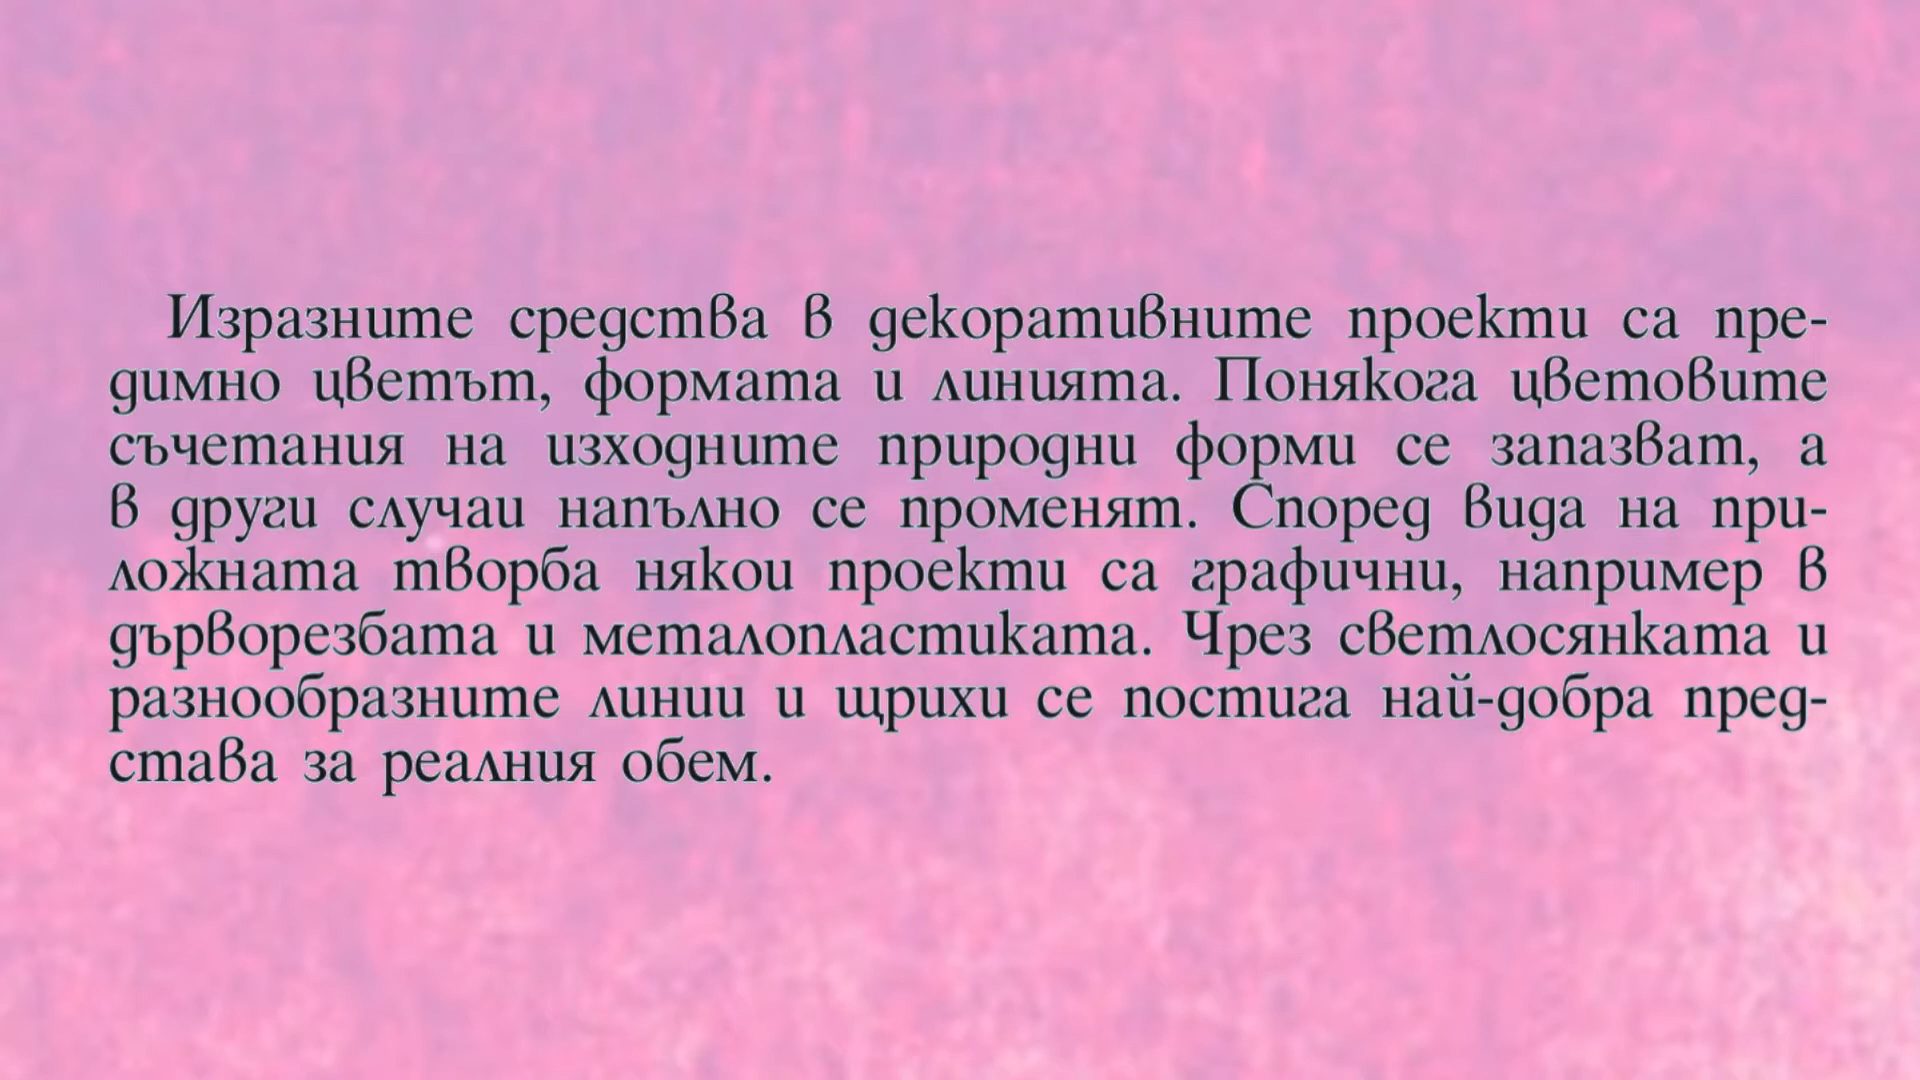 Изразните средства в декоративните проекти са пре-
димно цветът, формата и линията. Понякога цветовите
съчетания на изходните природни форми се запазват, а
в други случаи напълно се променят. Според вида на при-
ложната творба някои проекти са графични, например в
дърворезбата и металопластиката. Чрез светлосянката и
разнообразните линии и щрихи се постига най-добра пред-
става за реалния обем.